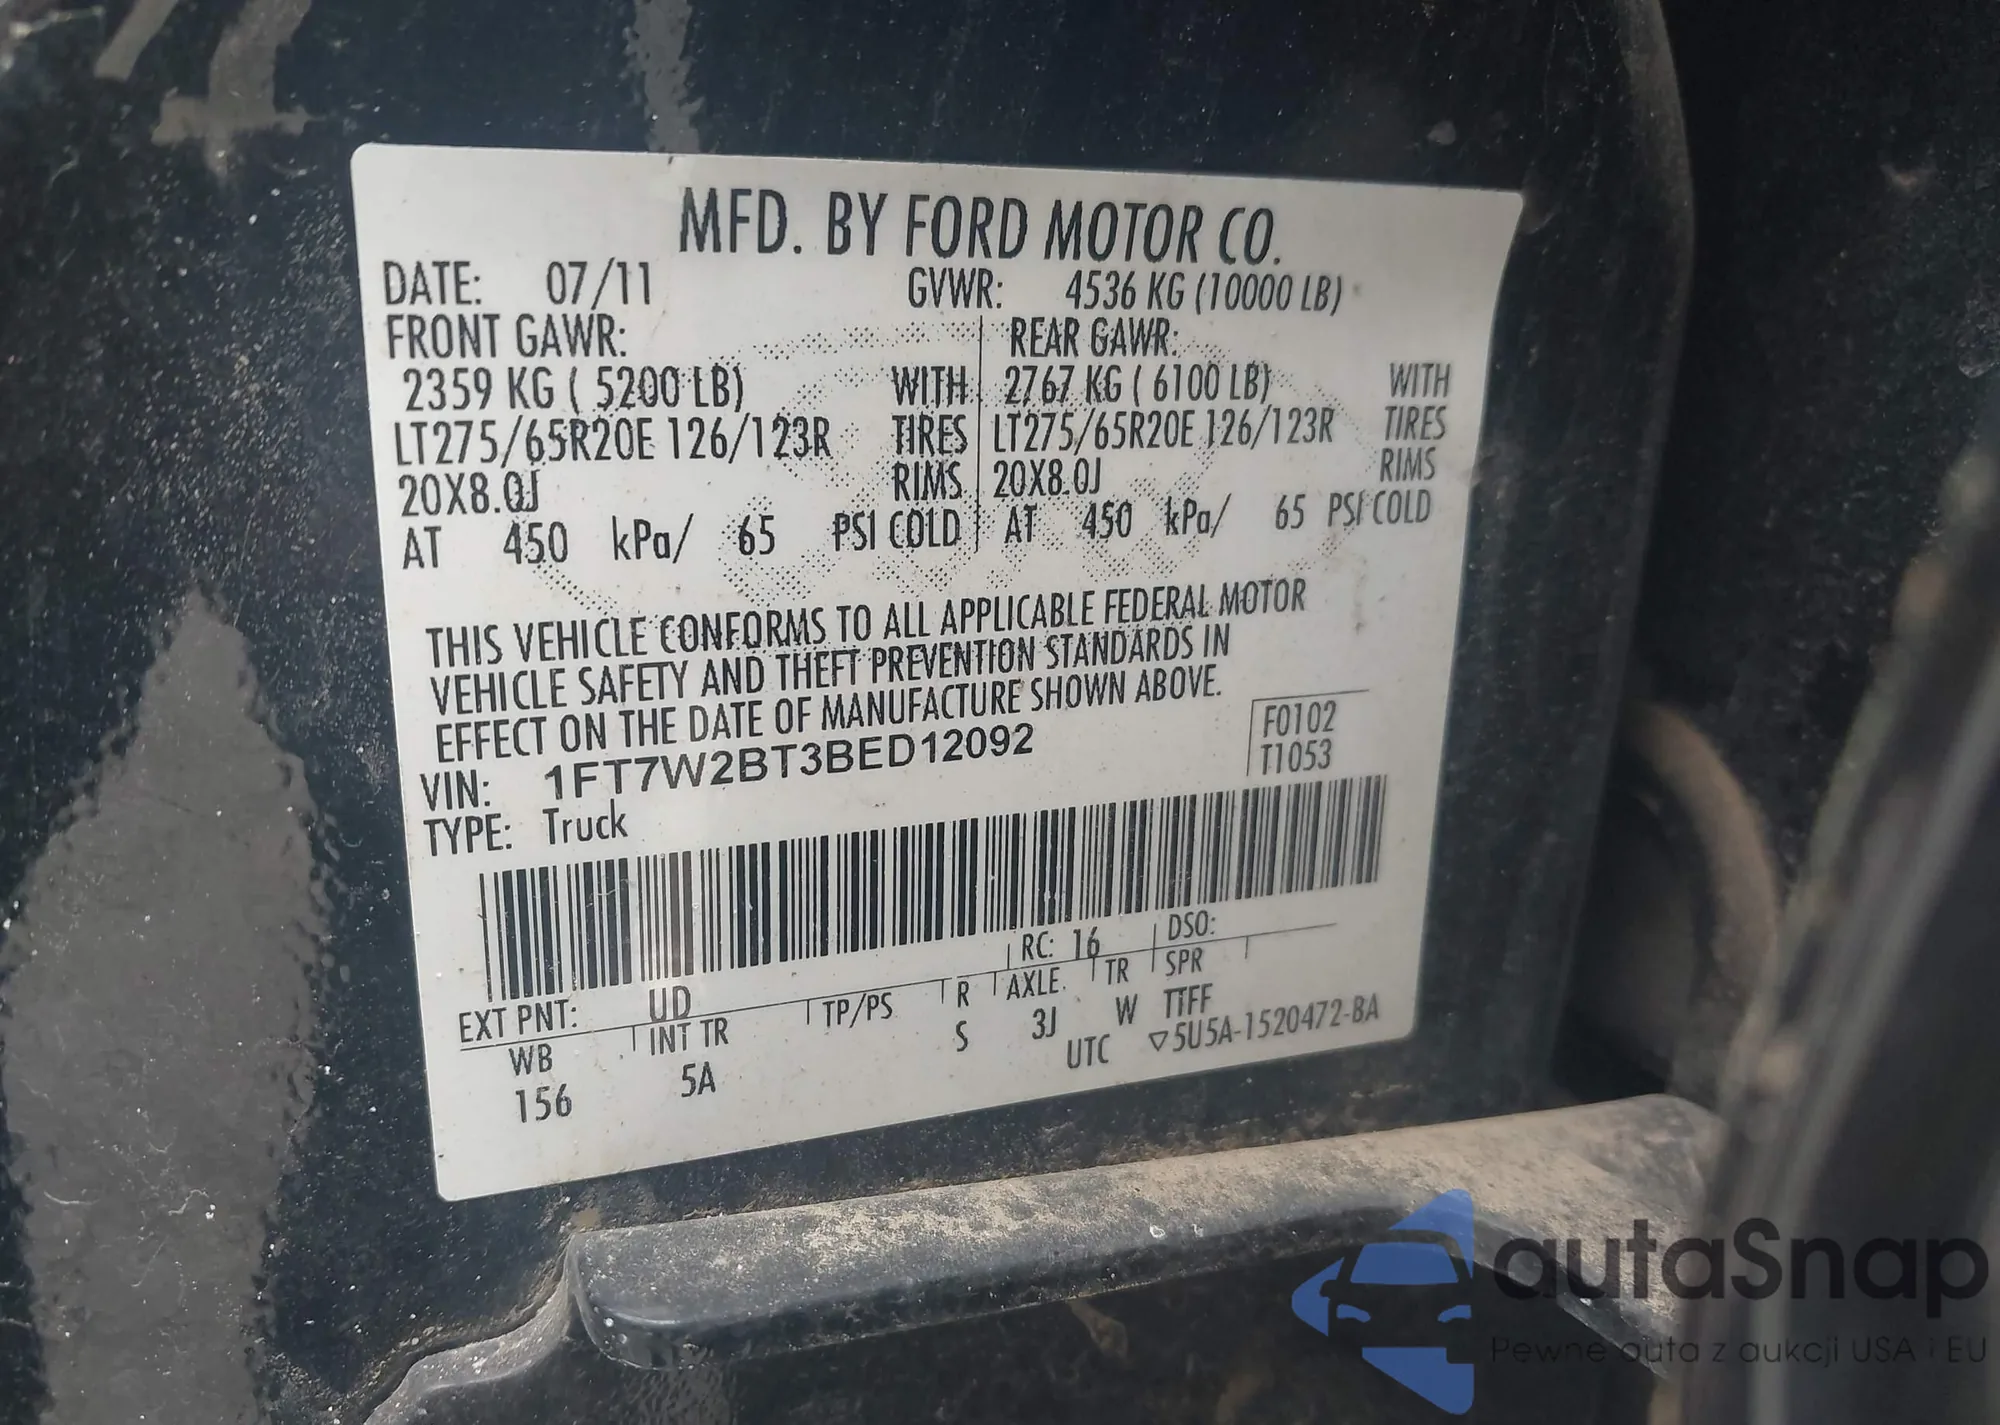 MFD. BY FORD MOTOR CO.
DATE: 07/11 GVWR: 4536 KG (10000 LB)
FRONT GAWR: REAR GAWR:
2359 KG ( 5200 LB) WITH 2767 KG ( 6100 LB) WITH
LT275/65R20E 126/123R TIRES LT275/65R20E 126/123R TIRES
20X8.0J RIMS 20X8.0J RIMS
AT 450 kPa/ 65 PSI COLD AT 450 kPa/ 65 PSI COLD
THIS VEHICLE CONFORMS TO ALL APPLICABLE FEDERAL MOTOR
VEHICLE SAFETY AND THEFT PREVENTION STANDARDS IN
EFFECT ON THE DATE OF MANUFACTURE SHOWN ABOVE.
VIN: 1FT7W2BT3BED12092 F0102
TYPE: Truck T1053
EXT PNT: UD RC: 16 DSO:
WB INT TR TP/PS R AXLE TR SPR
156 5A S 3J W TTFF
UTC ▽5U5A-1520472-BA
autaSnap
Pewne auta z aukcji USA i EU